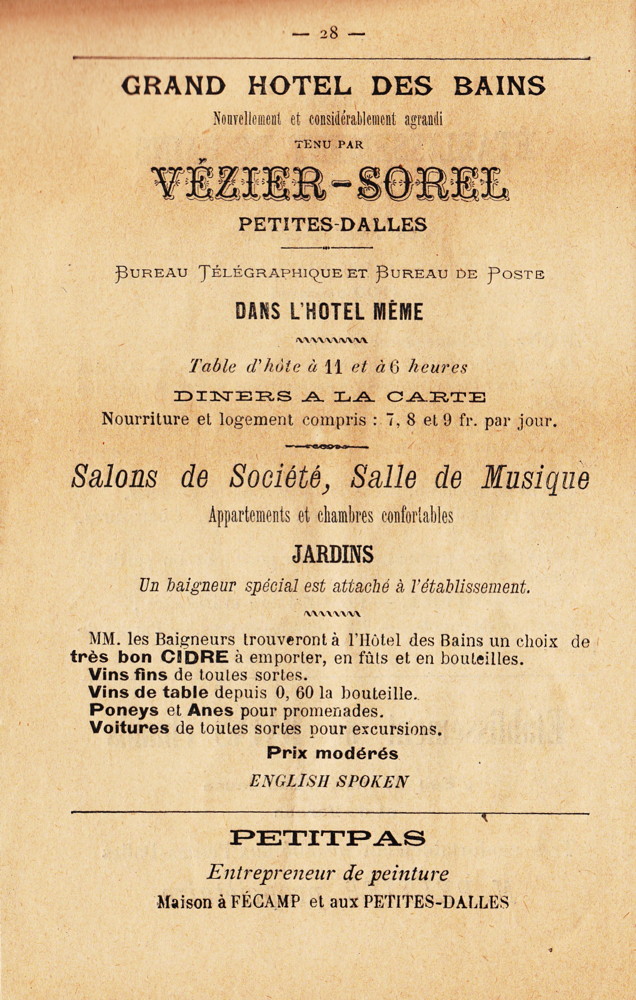 — 28 —
GRAND HOTEL DES BAINS
Nouvellement et considérablement agrandi
TENU PAR
VÉZIER-SOREL
PETITES-DALLES
BUREAU TÉLÉGRAPHIQUE ET BUREAU DE POSTE
DANS L'HOTEL MÊME
Table d'hôte à 11 et à 6 heures
DINERS A LA CARTE
Nourriture et logement compris : 7, 8 et 9 fr. par jour.
Salons de Société, Salle de Musique
Appartements et chambres confortables
JARDINS
Un baigneur spécial est attaché à l'établissement.
MM. les Baigneurs trouveront à l'Hôtel des Bains un choix de
très bon CIDRE à emporter, en fûts et en bouteilles.
Vins fins de toutes sortes.
Vins de table depuis 0, 60 la bouteille.
Poneys et Anes pour promenades.
Voitures de toutes sortes pour excursions.
Prix modérés
ENGLISH SPOKEN
PETITPAS
Entrepreneur de peinture
Maison à FÉCAMP et aux PETITES-DALLES